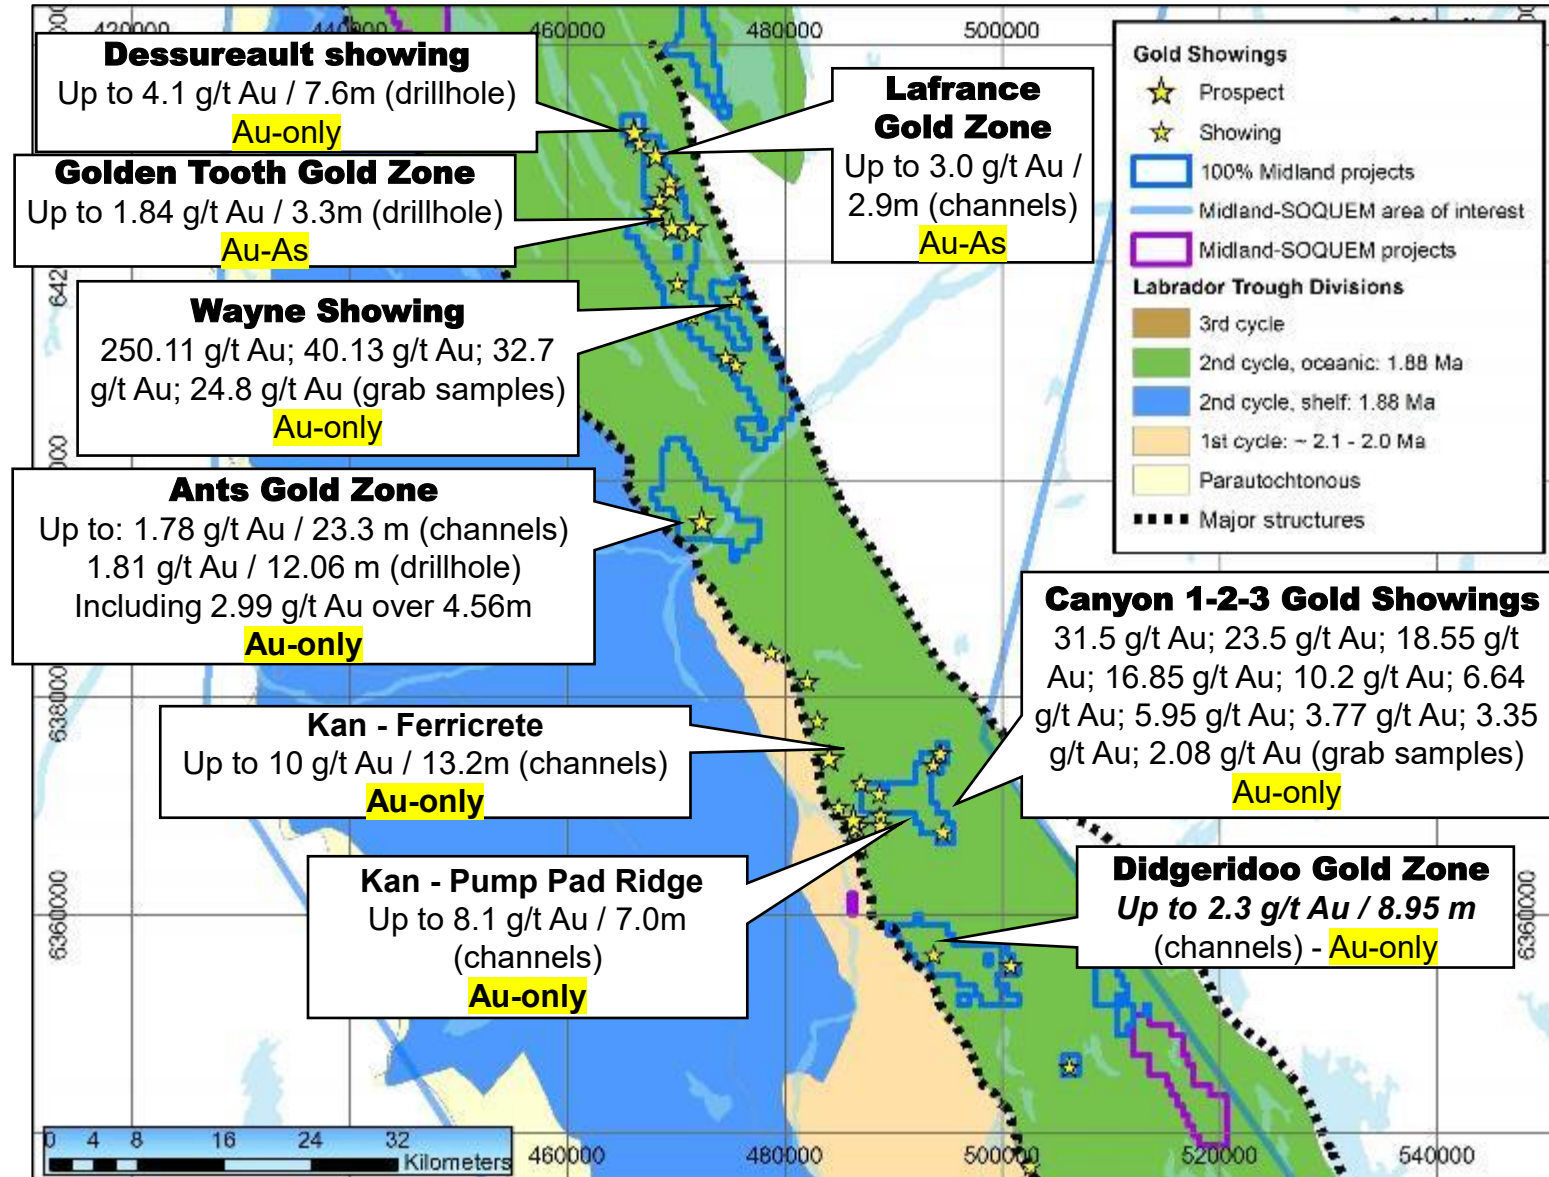 420000
440000
460000
480000
500000
Dessureault showing
Up to 4.1 g/t Au / 7.6m (drillhole)
Au-only
Lafrance
Gold Zone
Up to 3.0 g/t Au /
2.9m (channels)
Au-As
Golden Tooth Gold Zone
Up to 1.84 g/t Au / 3.3m (drillhole)
Au-As
Wayne Showing
250.11 g/t Au; 40.13 g/t Au; 32.7
g/t Au; 24.8 g/t Au (grab samples)
Au-only
Ants Gold Zone
Up to: 1.78 g/t Au / 23.3 m (channels)
1.81 g/t Au / 12.06 m (drillhole)
Including 2.99 g/t Au over 4.56m
Au-only
Gold Showings
Prospect
Showing
100% Midland projects
Midland-SOQUEM area of interest
Midland-SOQUEM projects
Labrador Trough Divisions
3rd cycle
2nd cycle, oceanic: 1.88 Ma
2nd cycle, shelf: 1.88 Ma
1st cycle: ~ 2.1 - 2.0 Ma
Parautochtonous
Major structures
Canyon 1-2-3 Gold Showings
31.5 g/t Au; 23.5 g/t Au; 18.55 g/t
Au; 16.85 g/t Au; 10.2 g/t Au; 6.64
g/t Au; 5.95 g/t Au; 3.77 g/t Au; 3.35
g/t Au; 2.08 g/t Au (grab samples)
Au-only
6380000
Kan - Ferricrete
Up to 10 g/t Au / 13.2m (channels)
Au-only
Kan - Pump Pad Ridge
Up to 8.1 g/t Au / 7.0m
(channels)
Au-only
Didgeridoo Gold Zone
Up to 2.3 g/t Au / 8.95 m
(channels) - Au-only
6360000
6360000
0 4 8 16 24 32
Kilometers
460000
480000
500000
520000
540000